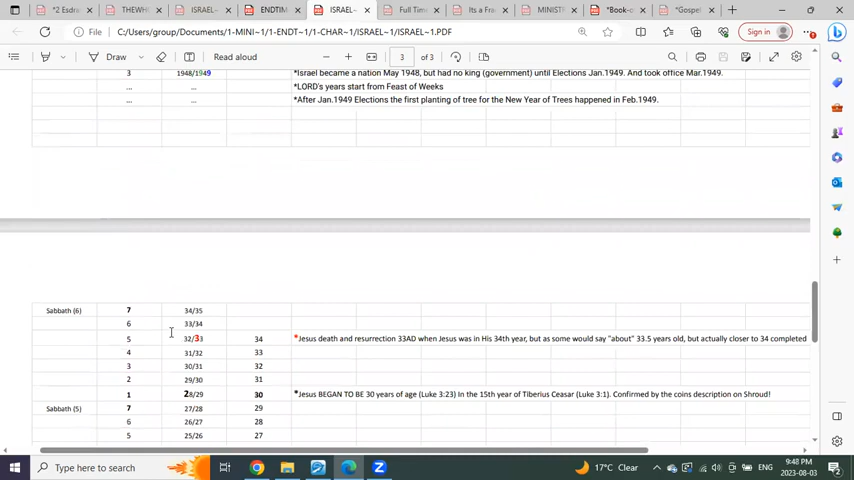 *2 Esdras
THEWH
ISRAEL-
ENDTIM
ISRAEL~
Full Tim
Its a Fra
MINIST
*Book-o
*Gospel
File
C:/Users/group/Documents/1-MINI~1/1-ENDT~1/1-CHAR~1/ISRAEL~1/ISRAEL~1.PDF
Sign in
Draw
Read aloud
3
of 3
3 1948/1949 *Israel became a nation May 1948, but had no king (government) until Elections Jan.1949. And took office Mar.1949.
... ... *LORD's years start from Feast of Weeks
... ... *After Jan.1949 Elections the first planting of tree for the New Year of Trees happened in Feb.1949.
Sabbath (6) 7 34/35
6 33/34
5 32/33 34 *Jesus death and resurrection 33AD when Jesus was in His 34th year, but as some would say "about" 33.5 years old, but actually closer to 34 completed
4 31/32 33
3 30/31 32
2 29/30 31
1 28/29 30 *Jesus BEGAN TO BE 30 years of age (Luke 3:23) In the 15th year of Tiberius Ceasar (Luke 3:1). Confirmed by the coins description on Shroud!
Sabbath (5) 7 27/28 29
6 26/27 28
5 25/26 27
Type here to search
17°C Clear
ENG
9:48 PM
2023-08-03
2